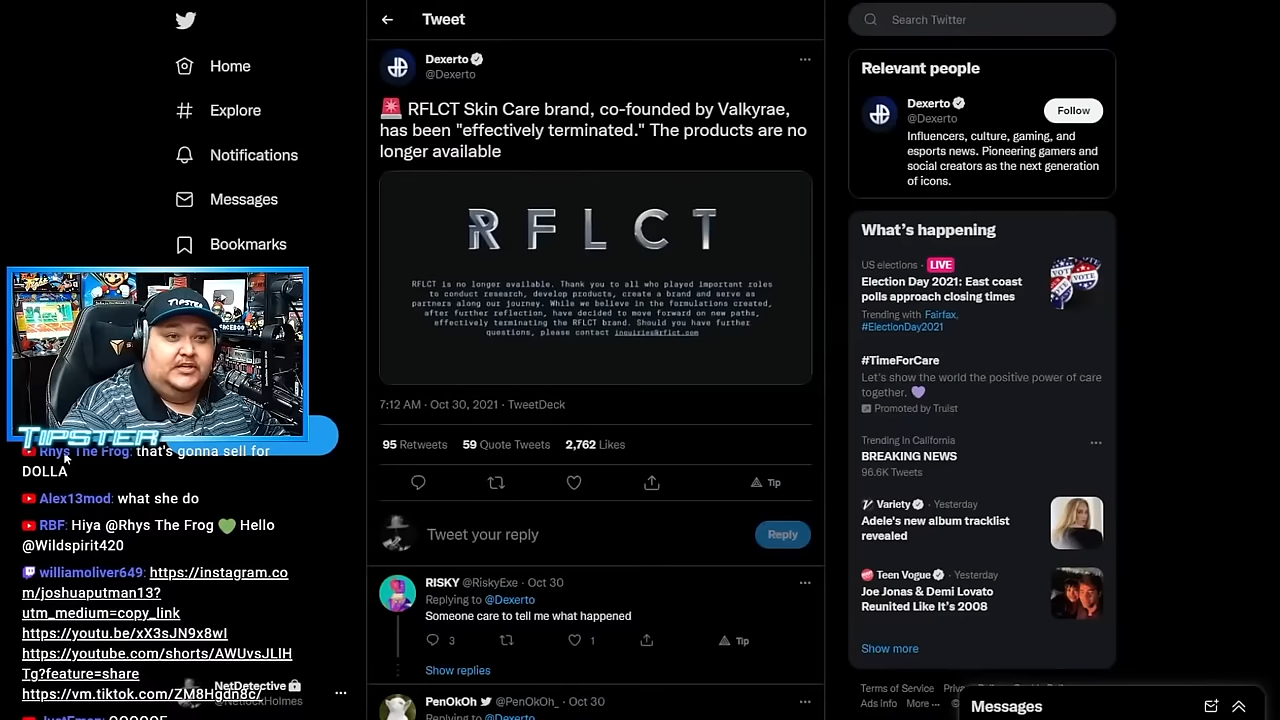 Home
Explore
Notifications
Messages
Bookmarks
TIPSTER
TIPSTER
Rhys The Frog: that's gonna sell for
DOLLA
Alex13mod: what she do
RBF: Hiya @Rhys The Frog 💚 Hello
@Wildspirit420
williamoliver649: https://instagram.co
m/joshuaputman13?
utm_medium=copy_link
https://youtu.be/xX3sJN9x8wI
https://youtube.com/shorts/AWUvsJLlH
Tg?feature=share
https://vm.tiktok.com/ZM8Hgdn8c/
NetDetective
@NetlockHolmes
Tweet
Dexerto
@Dexerto
🚨 RFLCT Skin Care brand, co-founded by Valkyrae,
has been "effectively terminated." The products are no
longer available
RFLCT
RFLCT is no longer available. Thank you to all who played important roles
to conduct research, develop products, create a brand and serve as
partners along our journey. While we believe in the formulations created,
after further reflection, have decided to move forward on new paths,
effectively terminating the RFLCT brand. Should you have further
questions, please contact inquiries@rflct.com
7:12 AM · Oct 30, 2021 · TweetDeck
95 Retweets 59 Quote Tweets 2,762 Likes
Tip
Tweet your reply
Reply
RISKY @RiskyExe · Oct 30
Replying to @Dexerto
Someone care to tell me what happened
3 1 Tip
Show replies
PenOkOh @PenOkOh_ · Oct 30
Replying to @Dexerto
Search Twitter
Relevant people
Dexerto
@Dexerto
Follow
Influencers, culture, gaming, and
esports news. Pioneering gamers and
social creators as the next generation
of icons.
What's happening
US elections · LIVE
Election Day 2021: East coast
polls approach closing times
Trending with Fairfax,
#ElectionDay2021
VOTE
#TimeForCare
Let's show the world the positive power of care
together. 💜
Promoted by Truist
Trending in California
BREAKING NEWS
96.6K Tweets
Variety · Yesterday
Adele's new album tracklist
revealed
Teen Vogue · Yesterday
Joe Jonas & Demi Lovato
Reunited Like It's 2008
Show more
Terms of Service
Ads Info More ···
Messages